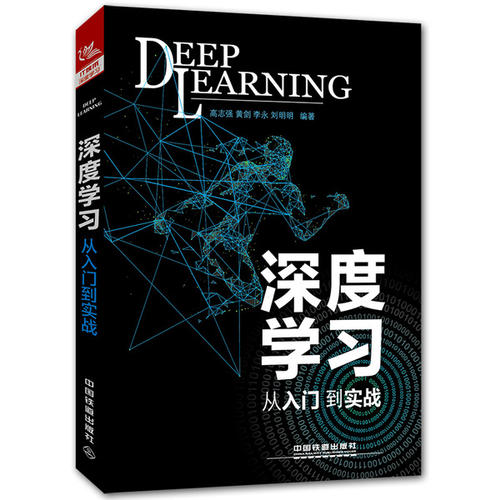 DEEP
LEARNING
高志强 黄剑 李永 刘明明 编著
深度
学习
从入门到实战
中国铁道出版社
DEEP
LEARNING
深度学习
从入门到实战
中国铁道出版社